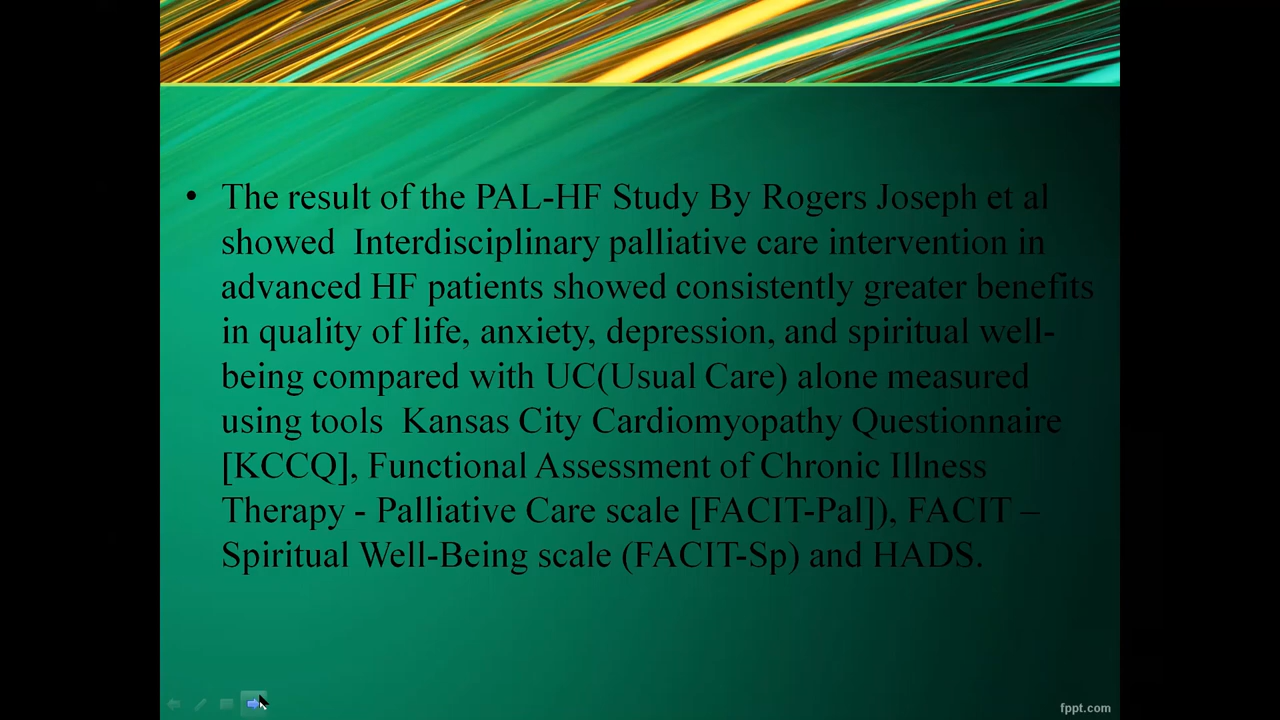 • The result of the PAL-HF Study By Rogers Joseph et al
showed  Interdisciplinary palliative care intervention in
advanced HF patients showed consistently greater benefits
in quality of life, anxiety, depression, and spiritual well-
being compared with UC(Usual Care) alone measured
using tools  Kansas City Cardiomyopathy Questionnaire
[KCCQ], Functional Assessment of Chronic Illness
Therapy - Palliative Care scale [FACIT-Pal]), FACIT –
Spiritual Well-Being scale (FACIT-Sp) and HADS.
fppt.com